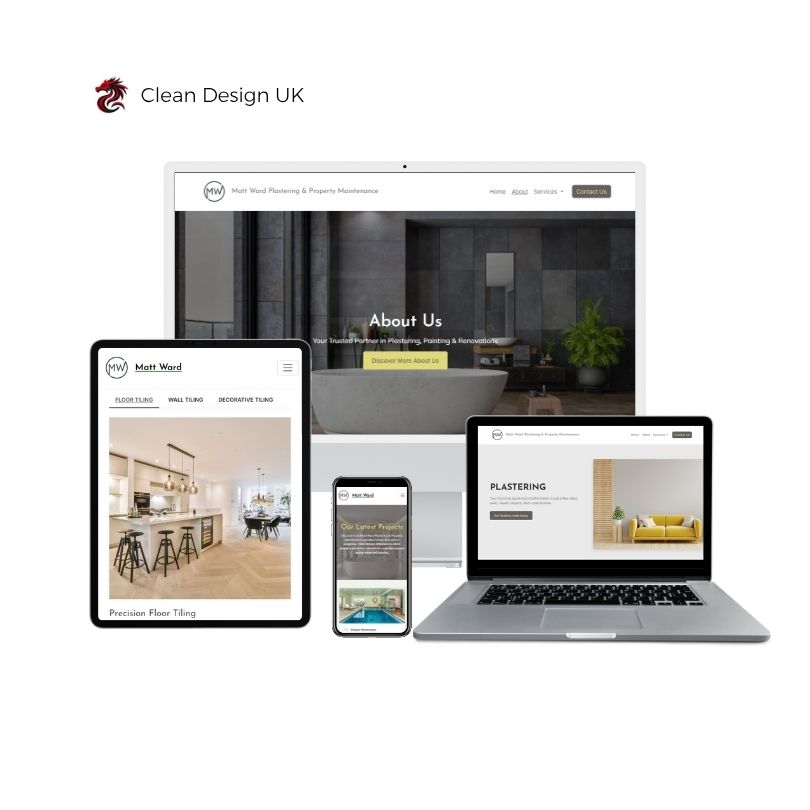 Clean Design UK
MW Matt Ward Plastering & Property Maintenance
Home About Services Contact Us
About Us
Your Trusted Partner in Plastering, Painting & Renovations
Discover More About Us
MW Matt Ward
FLOOR TILING WALL TILING DECORATIVE TILING
Precision Floor Tiling
MW Matt Ward
Our Latest Projects
MW Matt Ward Plastering & Property Maintenance
Home About Services Contact Us
PLASTERING